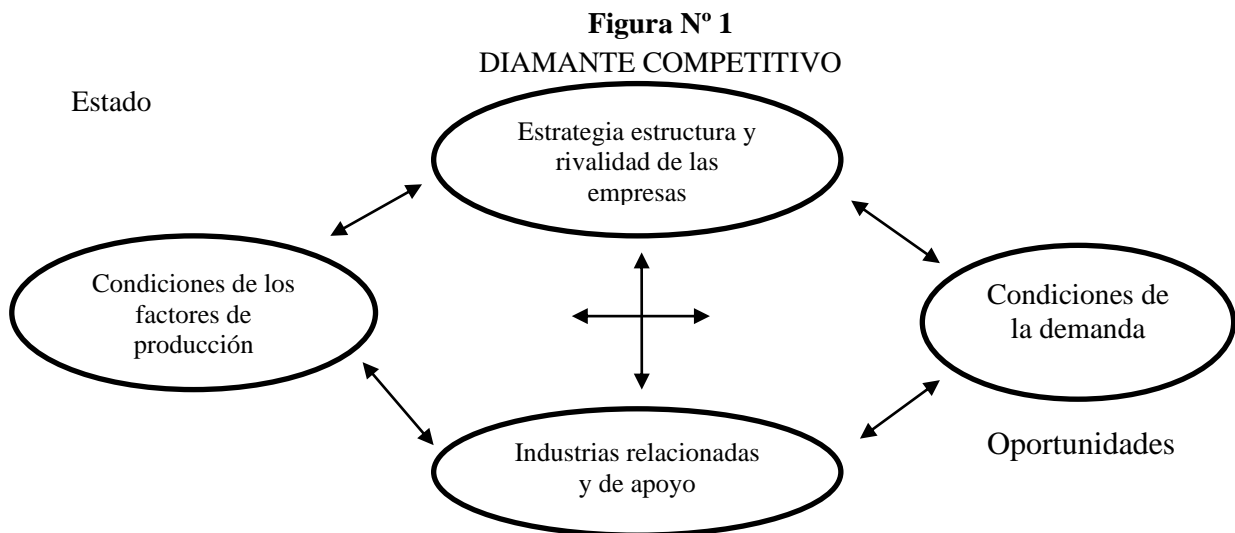 Figura Nº 1
DIAMANTE COMPETITIVO
Estado
Estrategia estructura y
rivalidad de las
empresas
Condiciones de los
factores de
producción
Condiciones de
la demanda
Industrias relacionadas
y de apoyo
Oportunidades